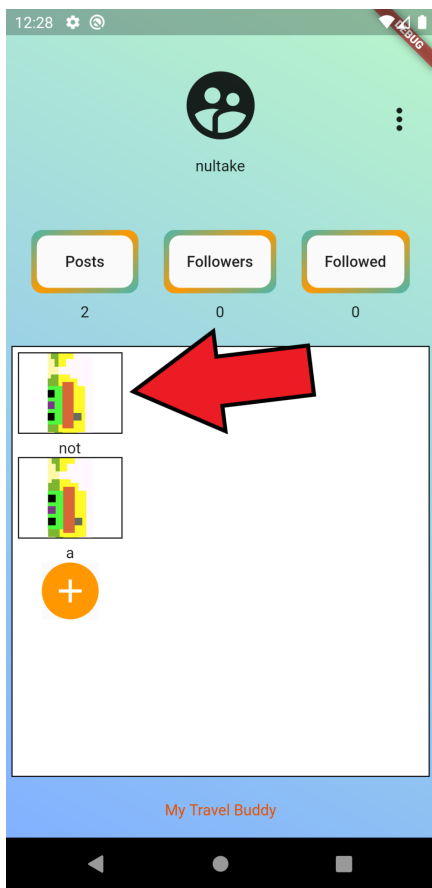 12:28
DEBUG
nultake
Posts Followers Followed
2 0 0
not
a
My Travel Buddy